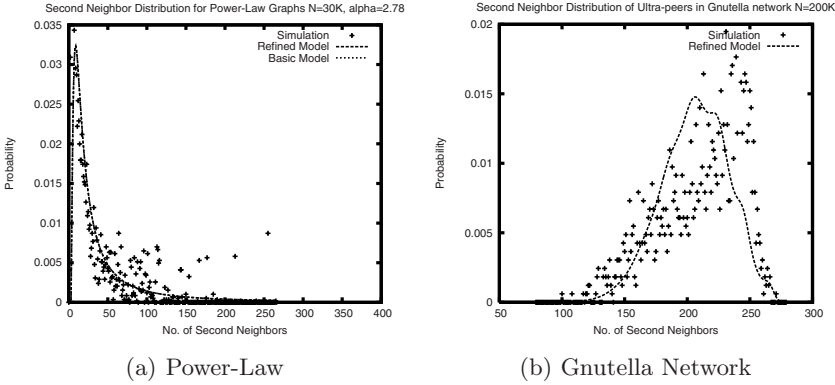 Second Neighbor Distribution for Power-Law Graphs N=30K, alpha=2.78
Simulation
Refined Model
Basic Model
0.035
0.03
0.025
0.02
0.015
0.01
0.005
0
Probability
0 50 100 150 200 250 300 350 400
No. of Second Neighbors
(a) Power-Law
Second Neighbor Distribution of Ultra-peers in Gnutella network N=200K
Simulation
Refined Model
0.02
0.015
0.01
0.005
0
Probability
50 100 150 200 250 300
No. of Second Neighbors
(b) Gnutella Network